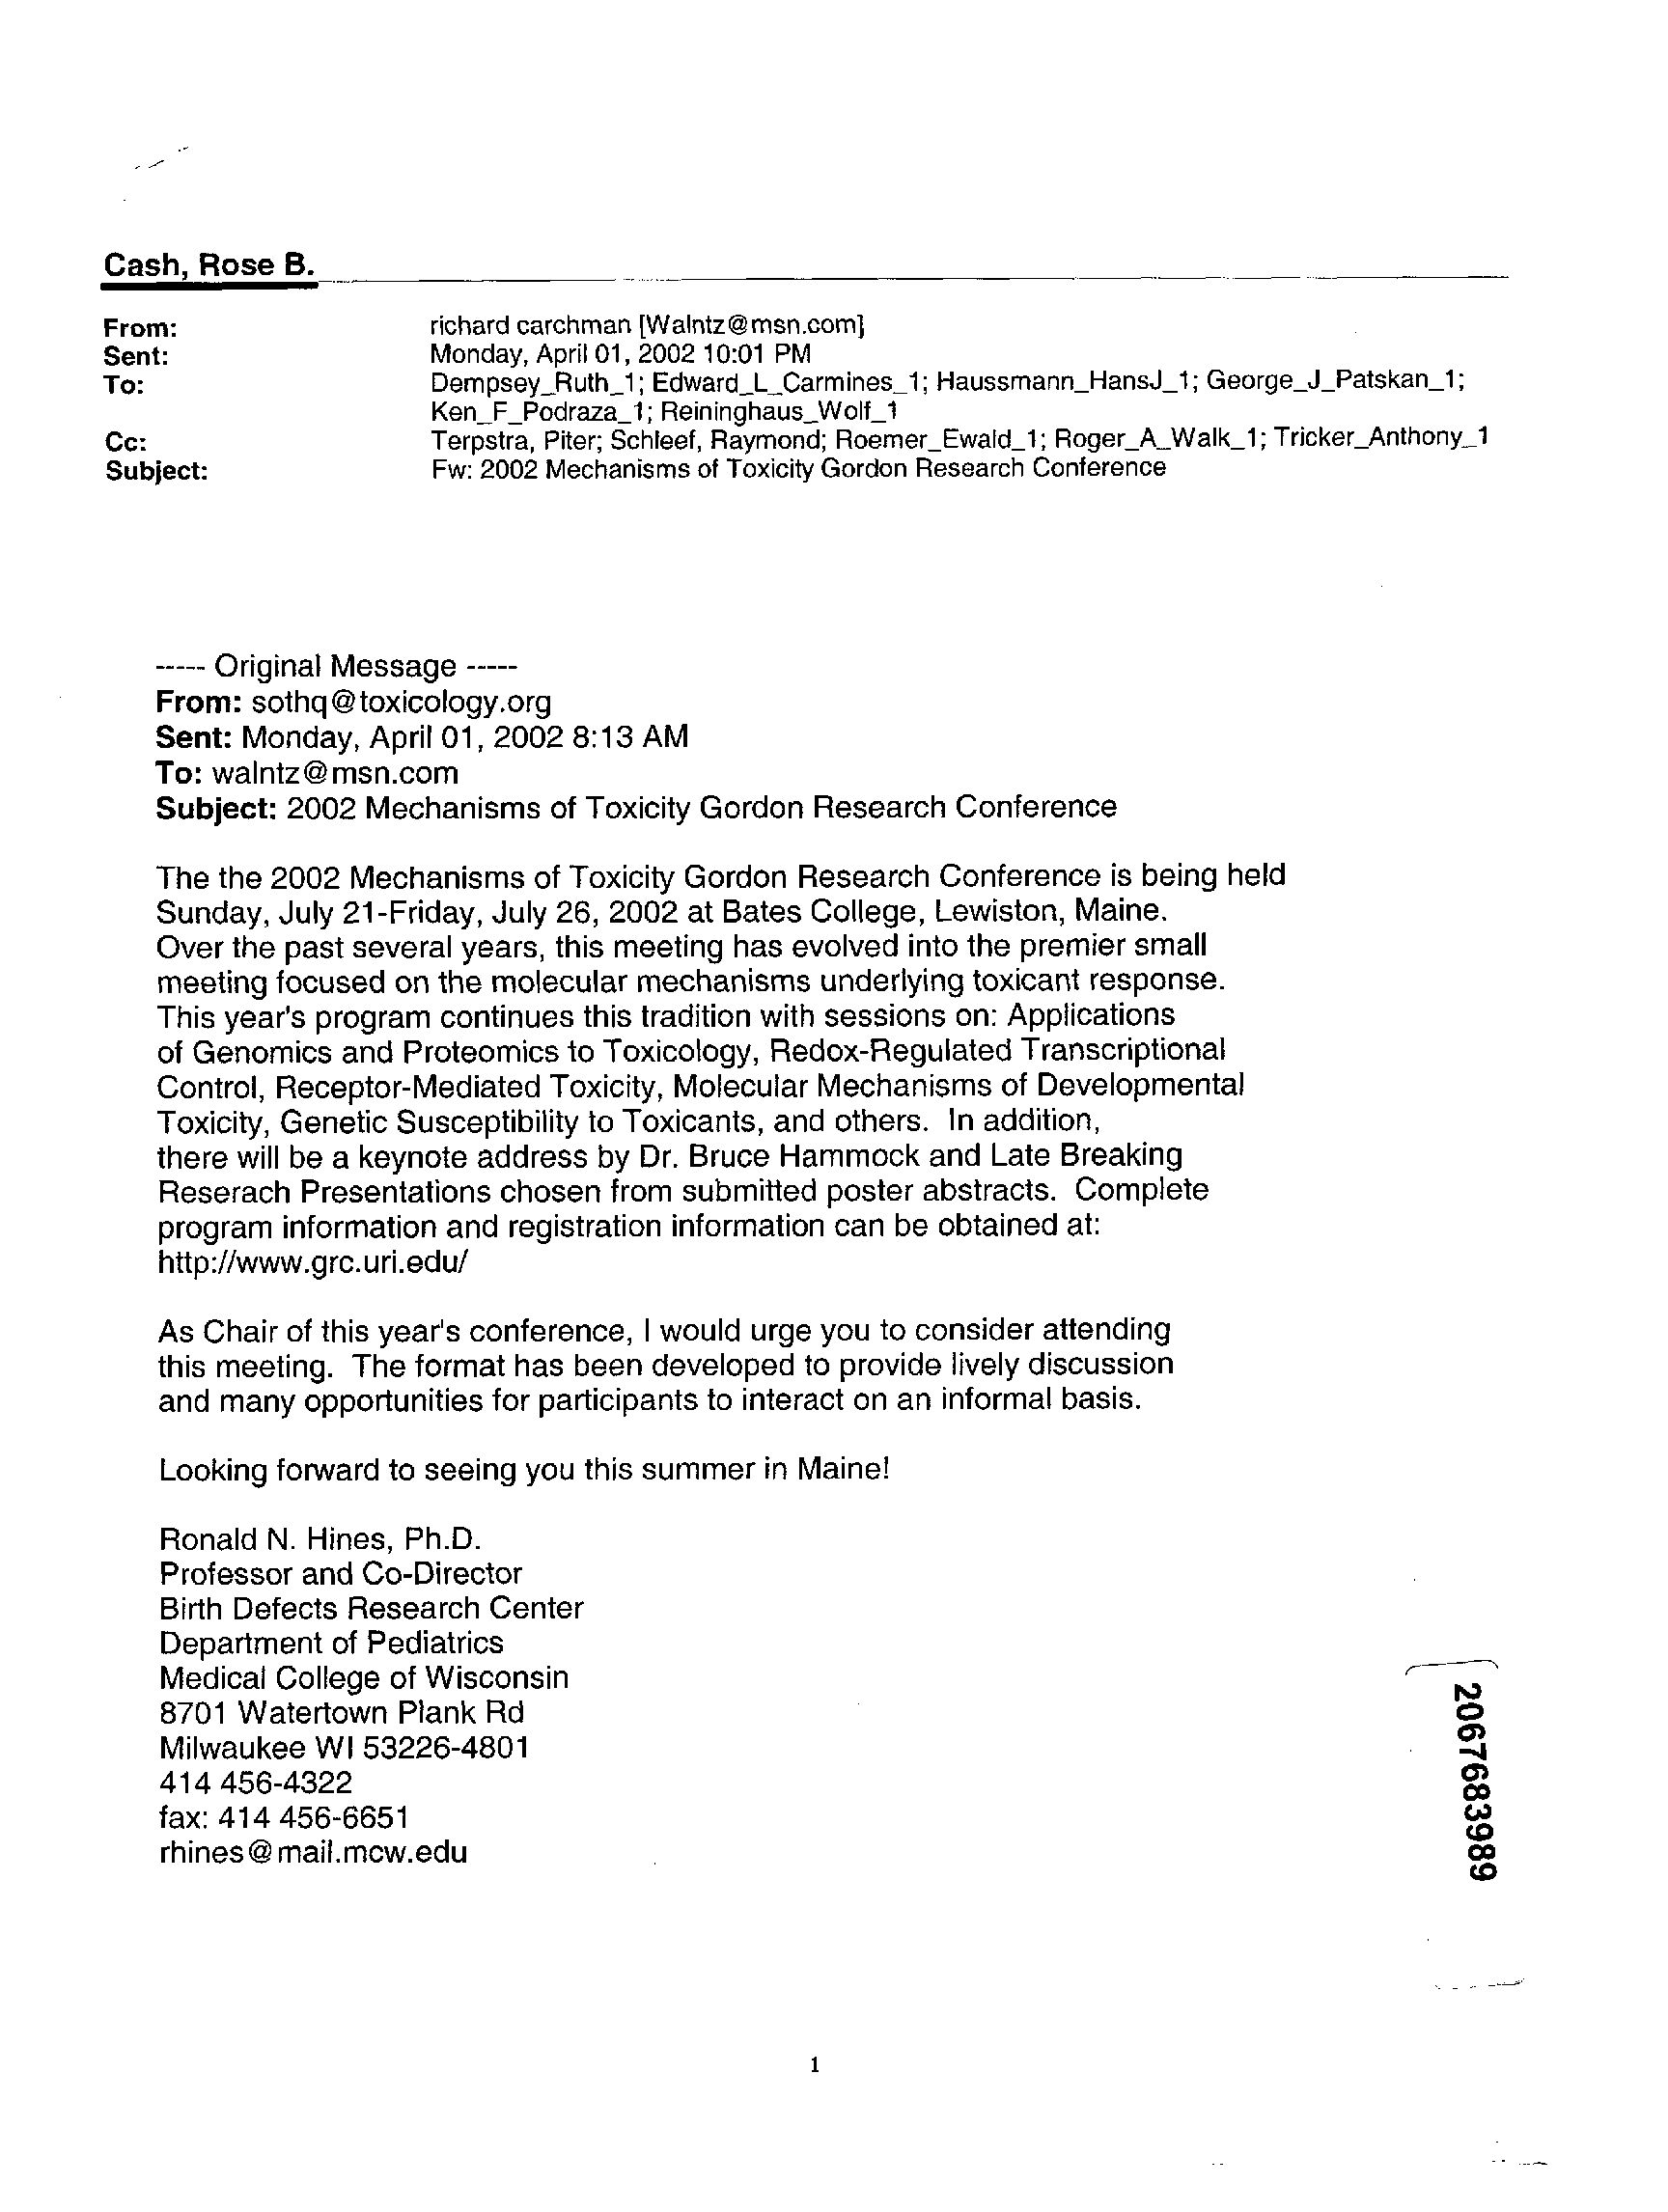 Cash, Rose B.
From: richard carchman [Walntz@msn.com]
Sent: Monday, April 01, 2002 10:01 PM
To: Dempsey_Ruth_1; Edward_L_Carmines_1; Haussmann_HansJ_1; George_J_Patskan_1;
Ken_F_Podraza_1; Reininghaus_Wolf_1
Cc: Terpstra, Piter; Schleef, Raymond; Roemer_Ewald_1; Roger_A_Walk_1; Tricker_Anthony_1
Subject: Fw: 2002 Mechanisms of Toxicity Gordon Research Conference
----- Original Message -----
From: sothq@toxicology.org
Sent: Monday, April 01, 2002 8:13 AM
To: walntz@msn.com
Subject: 2002 Mechanisms of Toxicity Gordon Research Conference
The the 2002 Mechanisms of Toxicity Gordon Research Conference is being held
Sunday, July 21-Friday, July 26, 2002 at Bates College, Lewiston, Maine.
Over the past several years, this meeting has evolved into the premier small
meeting focused on the molecular mechanisms underlying toxicant response.
This year's program continues this tradition with sessions on: Applications
of Genomics and Proteomics to Toxicology, Redox-Regulated Transcriptional
Control, Receptor-Mediated Toxicity, Molecular Mechanisms of Developmental
Toxicity, Genetic Susceptibility to Toxicants, and others. In addition,
there will be a keynote address by Dr. Bruce Hammock and Late Breaking
Reserach Presentations chosen from submitted poster abstracts. Complete
program information and registration information can be obtained at:
http://www.grc.uri.edu/
As Chair of this year's conference, I would urge you to consider attending
this meeting. The format has been developed to provide lively discussion
and many opportunities for participants to interact on an informal basis.
Looking forward to seeing you this summer in Maine!
Ronald N. Hines, Ph.D.
Professor and Co-Director
Birth Defects Research Center
Department of Pediatrics
Medical College of Wisconsin
8701 Watertown Plank Rd
Milwaukee WI 53226-4801
414 456-4322
fax: 414 456-6651
rhines@mail.mcw.edu
2067683989
1